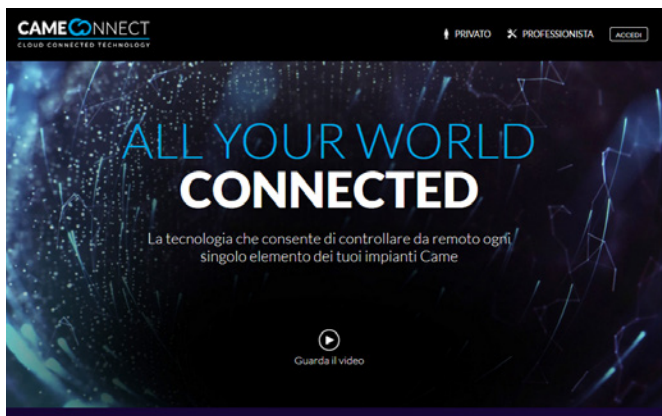 CAMECONNECT
CLOUD CONNECTED TECHNOLOGY
PRIVATO PROFESSIONISTA ACCEDI
ALL YOUR WORLD
CONNECTED
La tecnologia che consente di controllare da remoto ogni
singolo elemento dei tuoi impianti Came
Guarda il video